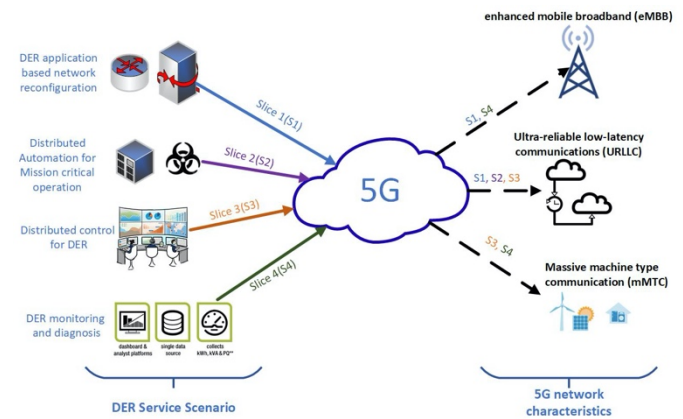 enhanced mobile broadband (eMBB)
DER application
based network
reconfiguration
Slice 1(S1)
S1, S4
Distributed
Automation for
Mission critical
operation
Slice 2(S2)
5G
Ultra-reliable low-latency
communications (URLLC)
S1, S2, S3
Distributed control
for DER
Slice 3(S3)
S3, S4
Slice 4(S4)
Massive machine type
communication (mMTC)
DER monitoring
and diagnosis
dashboard &
analyst platforms
single data
source
collects
kWh, kVA & PQ**
DER Service Scenario
5G network
characteristics